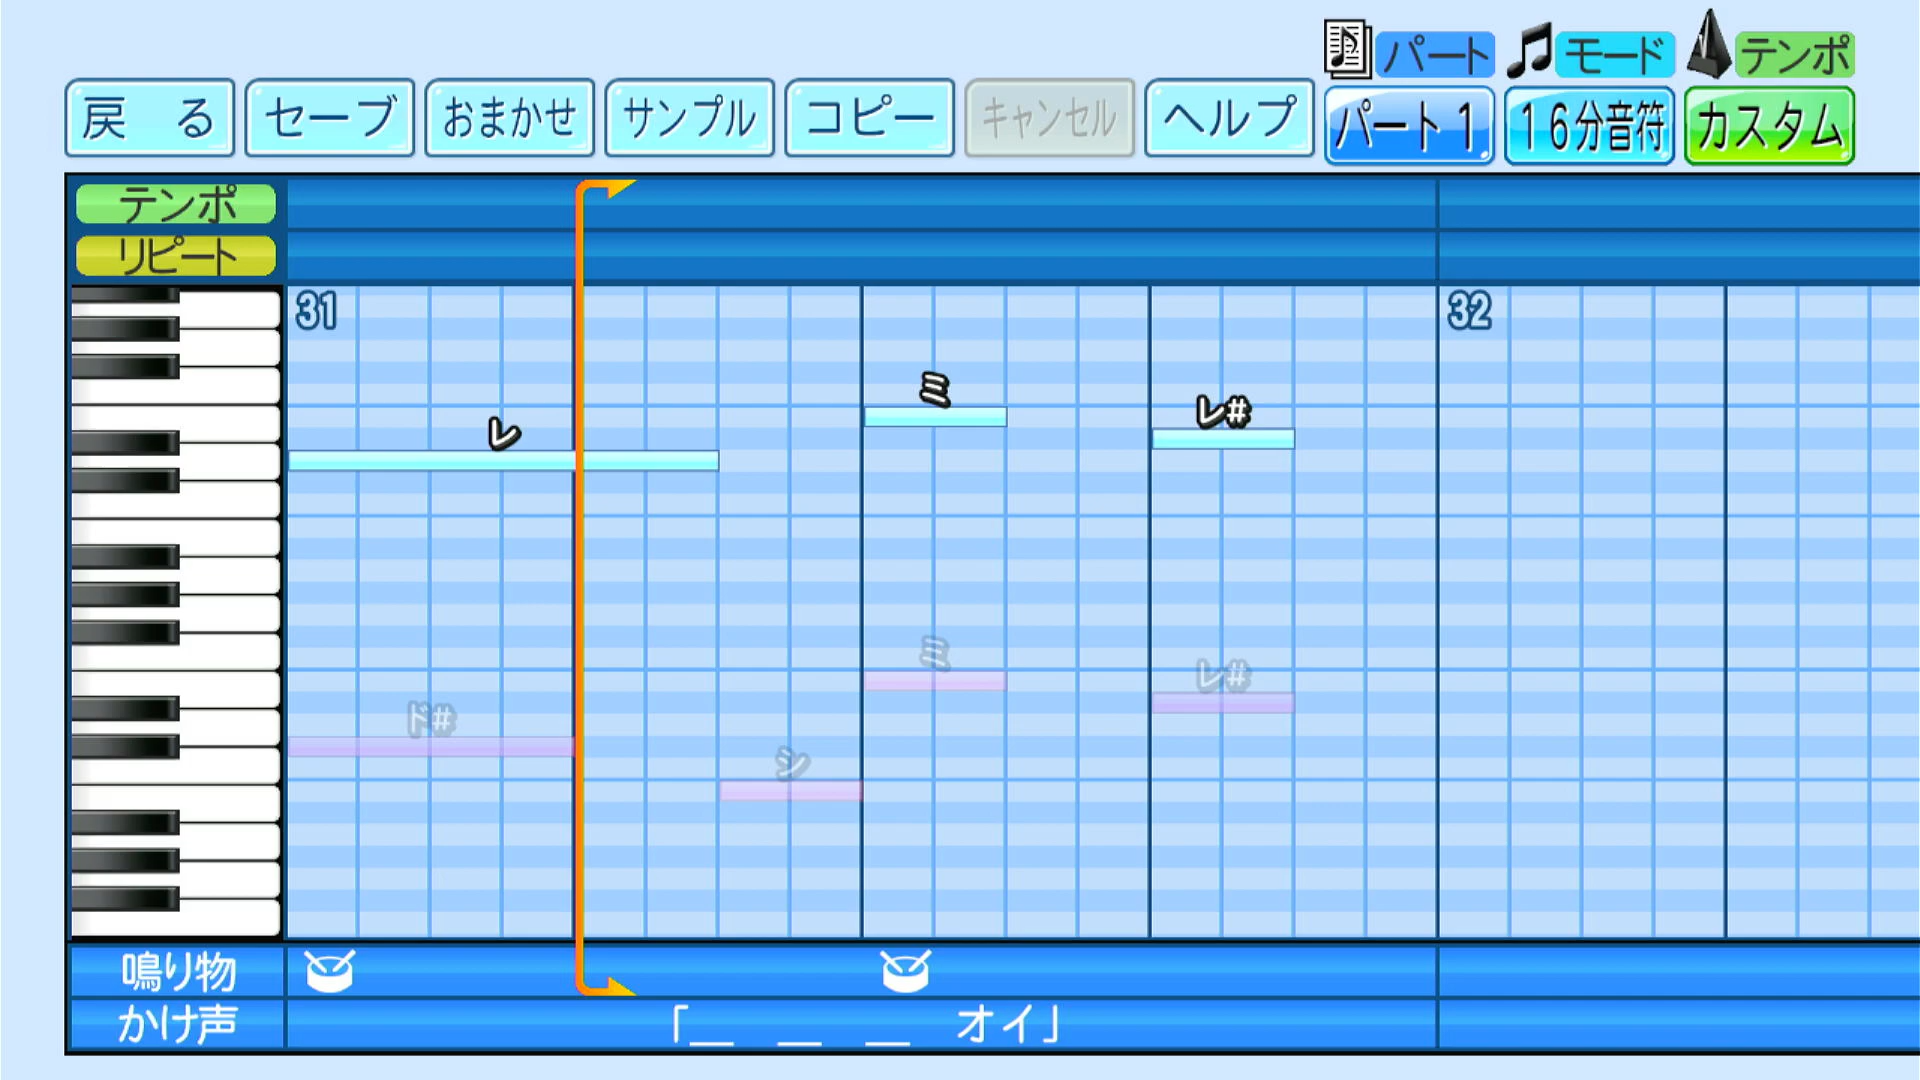 パート モード テンポ
戻 る セーブ おまかせ サンプル コピー キャンセル ヘルプ パート1 16分音符 カスタム
テンポ
リピート
31 32
ミ
レ#
レ
ミ
レ#
ド#
シ
鳴り物
かけ声 「__ __ __ オイ」